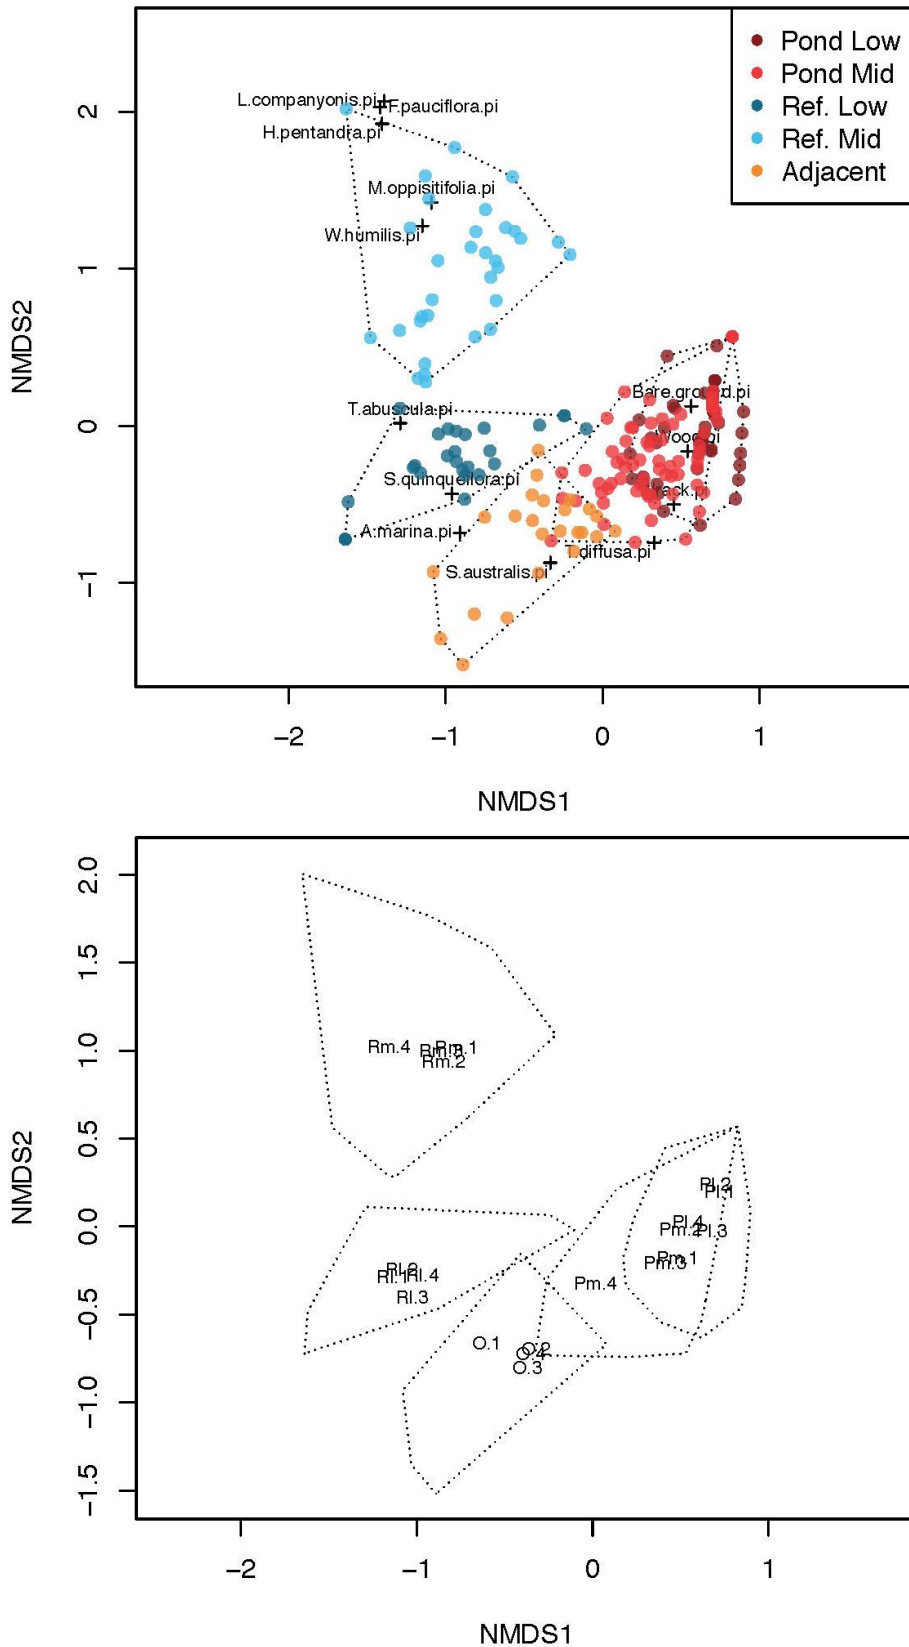 Pond Low
Pond Mid
Ref. Low
Ref. Mid
Adjacent
L.companyonis.pi
F.pauciflora.pi
H.pentandra.pi
M.oppisitifolia.pi
W.humilis.pi
Bare.ground.pi
T.abuscula.pi
Wood.pi
S.quinqueflora.pi
A.marina.pi
T.diffusa.pi
S.australis.pi
NMDS2
2
1
0
−1
−2
−1
0
1
NMDS1
NMDS2
2.0
1.5
1.0
0.5
0.0
−0.5
−1.0
−1.5
Rm.4
Rm.3
Rm.1
Rm.2
Pl.2
Pl.1
Pl.4
Pm.2
Pl.3
Pm.1
Pm.3
Pm.4
Rl.2
Rl.1
Rl.4
Rl.3
O.1
O.2
O.4
O.3
−2
−1
0
1
NMDS1